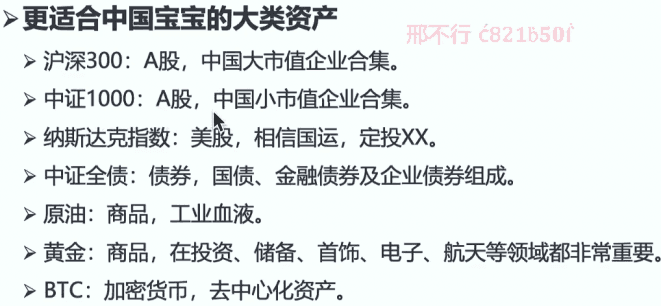 ➢更适合中国宝宝的大类资产
邢不行
➢ 沪深300：A股，中国大市值企业合集。
➢ 中证1000：A股，中国小市值企业合集。
➢ 纳斯达克指数：美股，相信国运，定投XX。
➢ 中证全债：债券，国债、金融债券及企业债券组成。
➢ 原油：商品，工业血液。
➢ 黄金：商品，在投资、储备、首饰、电子、航天等领域都非常重要。
➢ BTC：加密货币，去中心化资产。